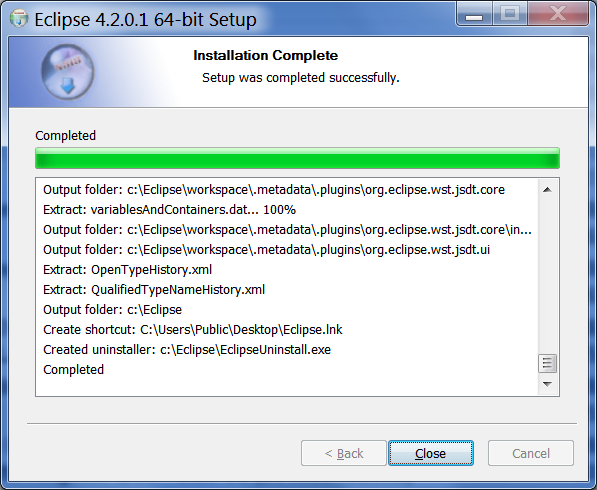 Eclipse 4.2.0.1 64-bit Setup
Installation Complete
Setup was completed successfully.
Completed
Output folder: c:\Eclipse\workspace\.metadata\.plugins\org.eclipse.wst.jsdt.core
Extract: variablesAndContainers.dat... 100%
Output folder: c:\Eclipse\workspace\.metadata\.plugins\org.eclipse.wst.jsdt.core\in...
Output folder: c:\Eclipse\workspace\.metadata\.plugins\org.eclipse.wst.jsdt.ui
Extract: OpenTypeHistory.xml
Extract: QualifiedTypeNameHistory.xml
Output folder: c:\Eclipse
Create shortcut: C:\Users\Public\Desktop\Eclipse.lnk
Created uninstaller: c:\Eclipse\EclipseUninstall.exe
Completed
< Back
Close
Cancel